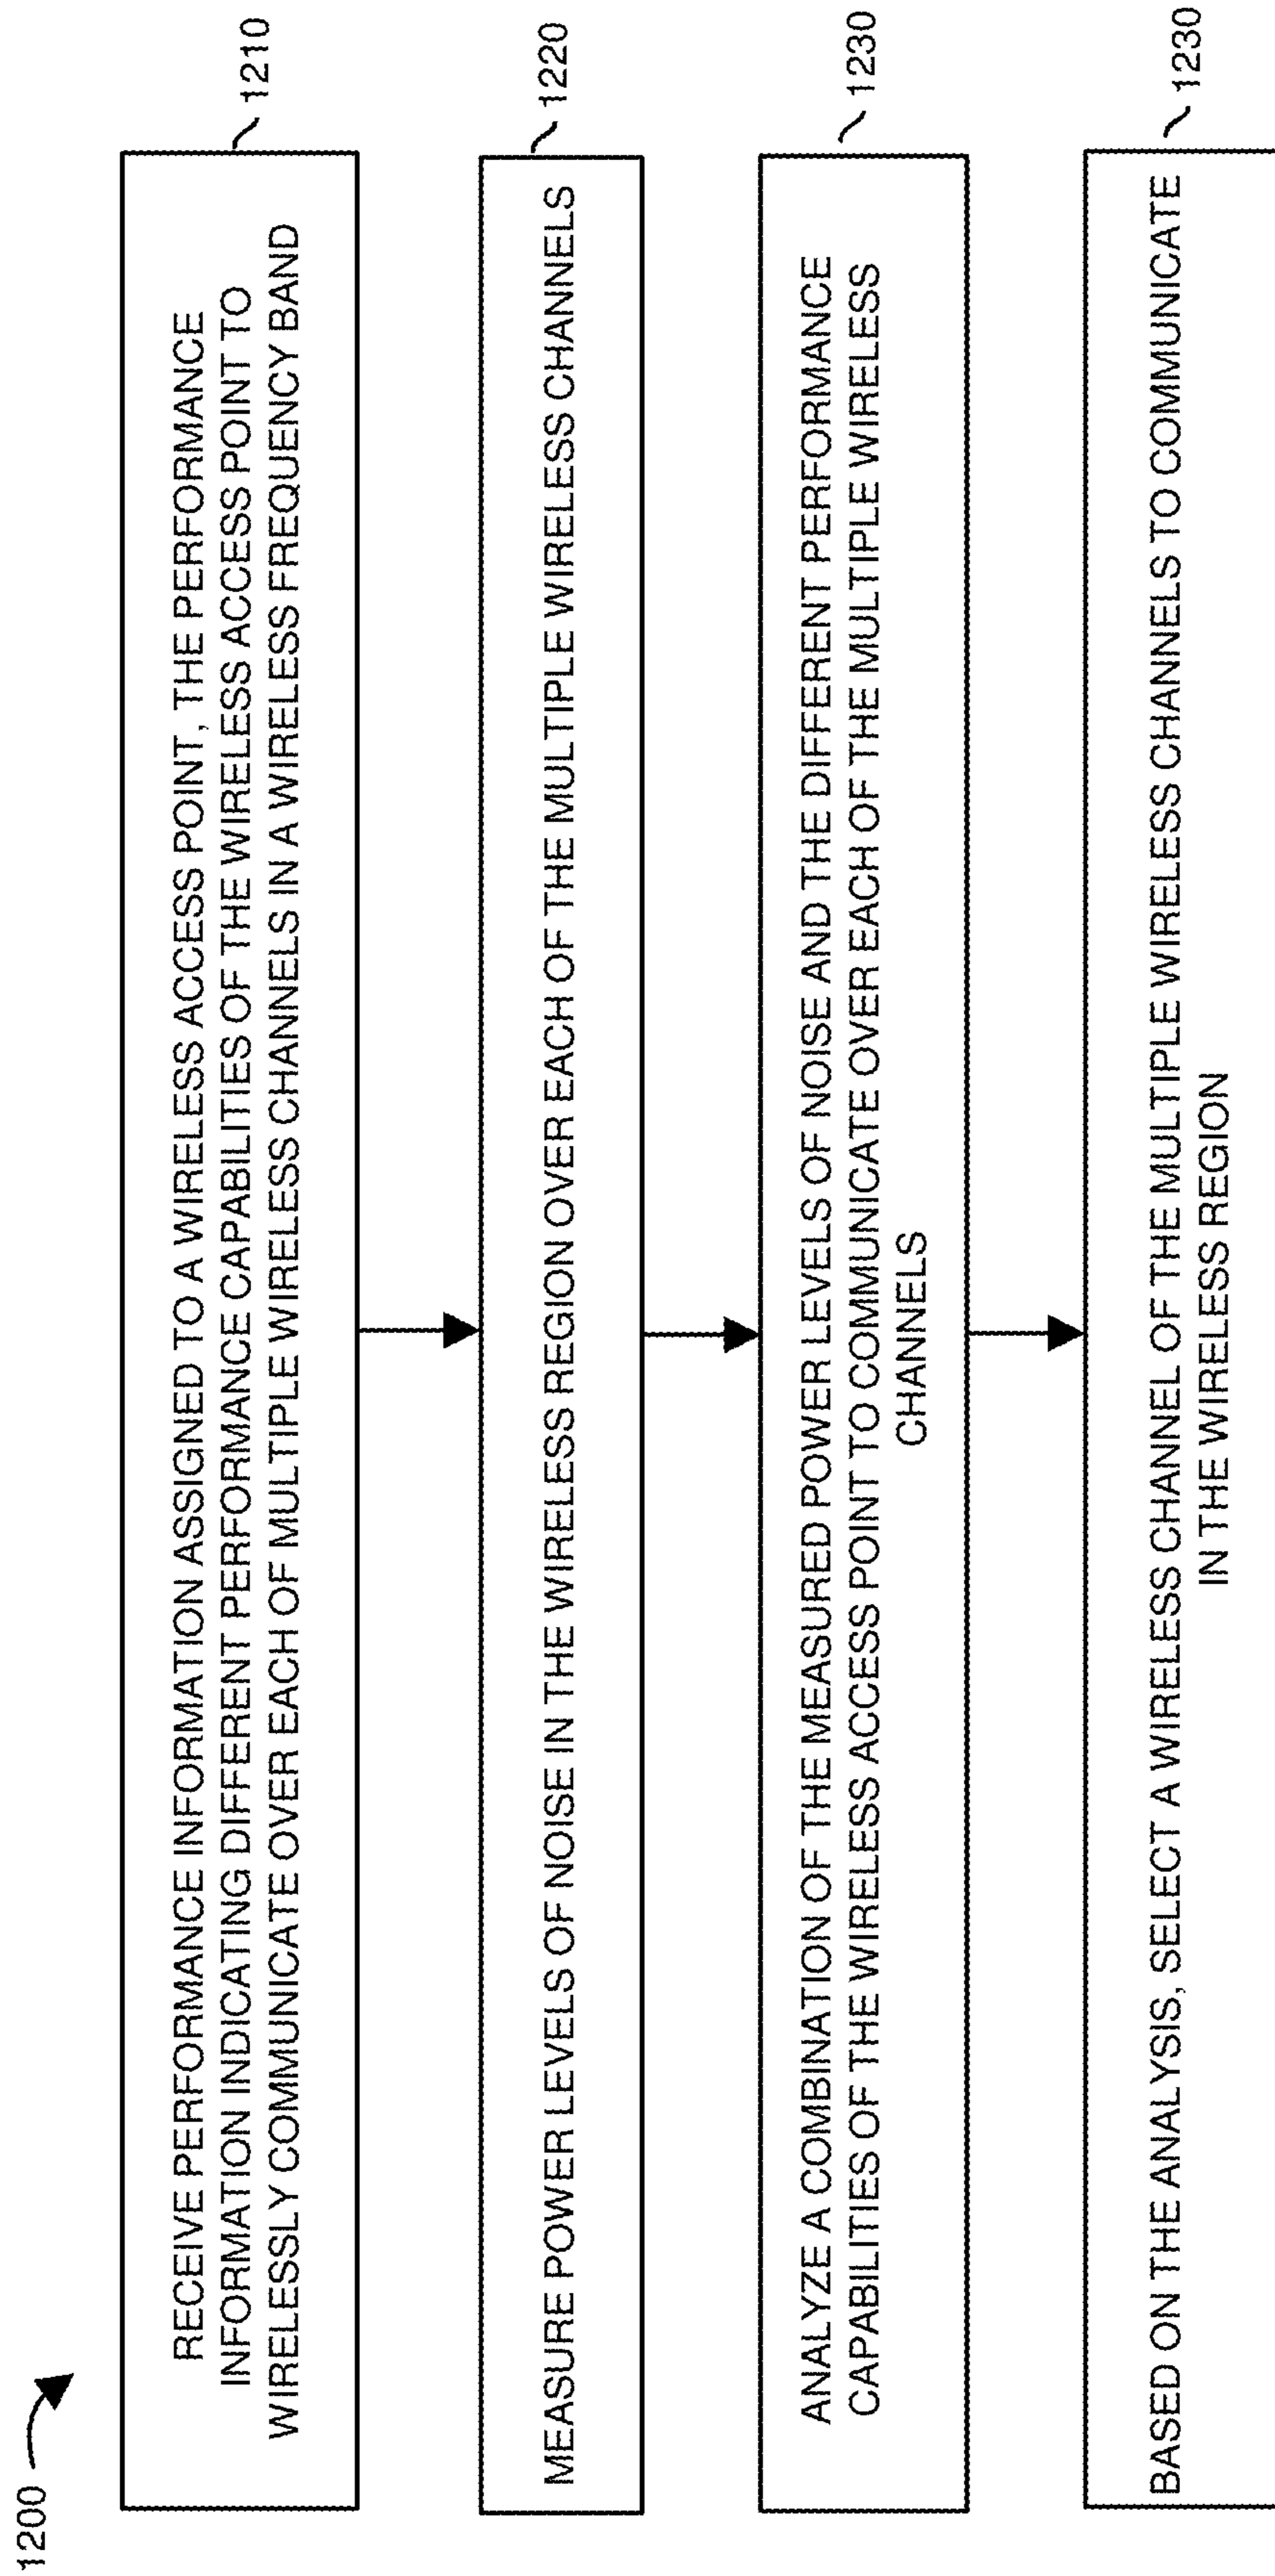 1200
RECEIVE PERFORMANCE INFORMATION ASSIGNED TO A WIRELESS ACCESS POINT, THE PERFORMANCE
INFORMATION INDICATING DIFFERENT PERFORMANCE CAPABILITIES OF THE WIRELESS ACCESS POINT TO
WIRELESSLY COMMUNICATE OVER EACH OF MULTIPLE WIRELESS CHANNELS IN A WIRELESS FREQUENCY BAND
1210
MEASURE POWER LEVELS OF NOISE IN THE WIRELESS REGION OVER EACH OF THE MULTIPLE WIRELESS CHANNELS
1220
ANALYZE A COMBINATION OF THE MEASURED POWER LEVELS OF NOISE AND THE DIFFERENT PERFORMANCE
CAPABILITIES OF THE WIRELESS ACCESS POINT TO COMMUNICATE OVER EACH OF THE MULTIPLE WIRELESS
CHANNELS
1230
BASED ON THE ANALYSIS, SELECT A WIRELESS CHANNEL OF THE MULTIPLE WIRELESS CHANNELS TO COMMUNICATE
IN THE WIRELESS REGION
1230